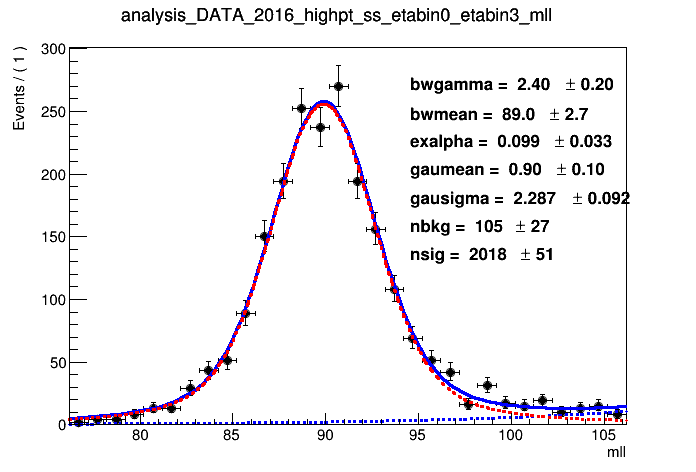 analysis_DATA_2016_highpt_ss_etabin0_etabin3_mll
Events / ( 1 )
300
250
200
150
100
50
0
bwgamma = 2.40 ± 0.20
bwmean = 89.0 ± 2.7
exalpha = 0.099 ± 0.033
gaumean = 0.90 ± 0.10
gausigma = 2.287 ± 0.092
nbkg = 105 ± 27
nsig = 2018 ± 51
80 85 90 95 100 105
mll